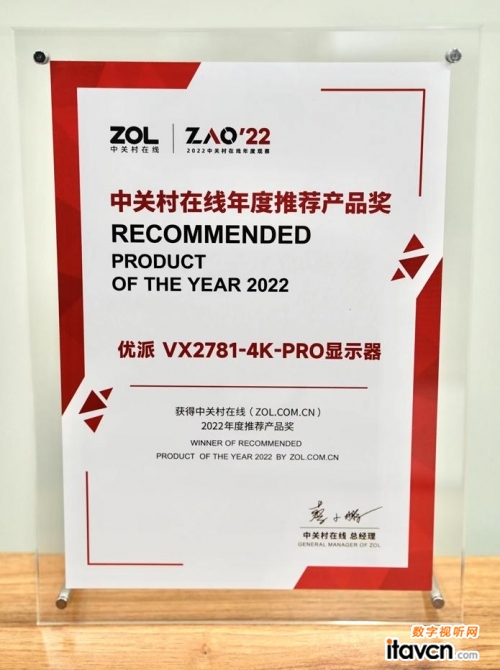 ZOL
中关村在线
ZAO'22
2022中关村在线年度观察
中关村在线年度推荐产品奖
RECOMMENDED
PRODUCT
OF THE YEAR 2022
优派 VX2781-4K-PRO显示器
获得中关村在线（ZOL.COM.CN）
2022年度推荐产品奖
WINNER OF RECOMMENDED
PRODUCT OF THE YEAR 2022 BY ZOL.COM.CN
中关村在线 总经理
GENERAL MANAGER OF ZOL
数字视听网
itavcn.com